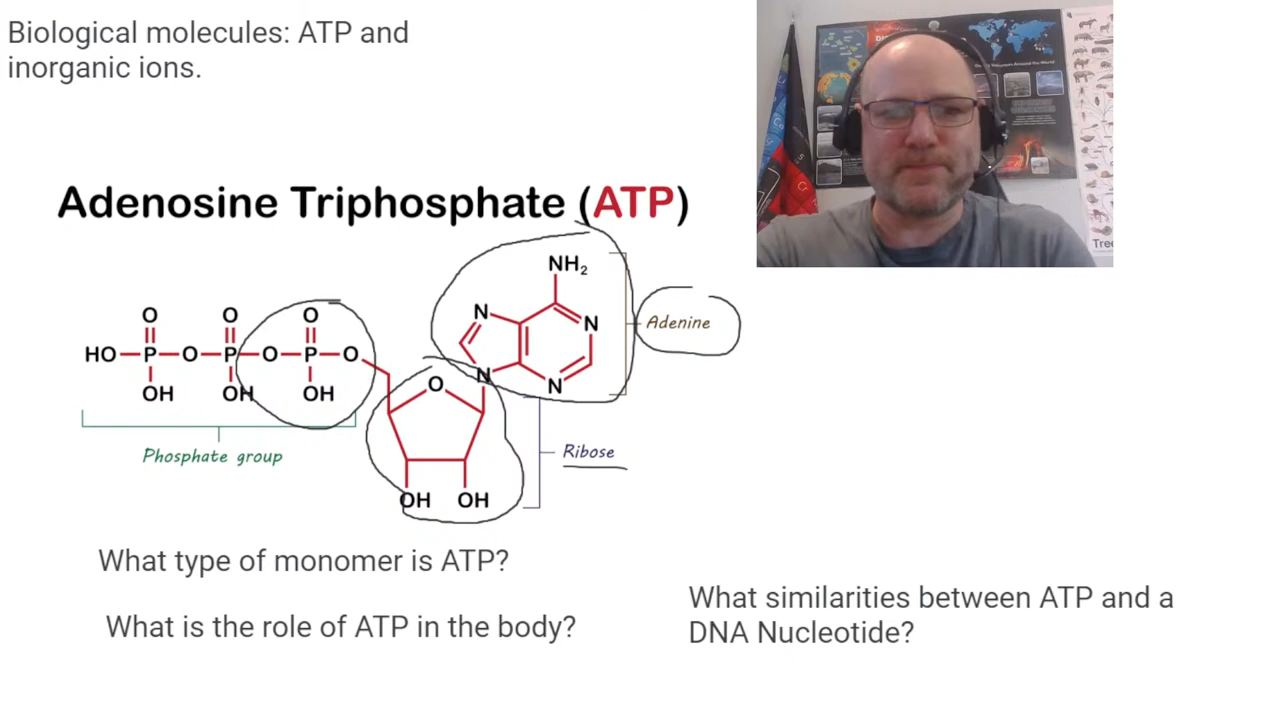 Biological molecules: ATP and
inorganic ions.
Adenosine Triphosphate (ATP)
NH₂
N
N
N
N
Adenine
O
O
O
HO P O P O P O
OH
OH
OH
O
Phosphate group
Ribose
OH OH
What type of monomer is ATP?
What is the role of ATP in the body?
What similarities between ATP and a
DNA Nucleotide?
Tree